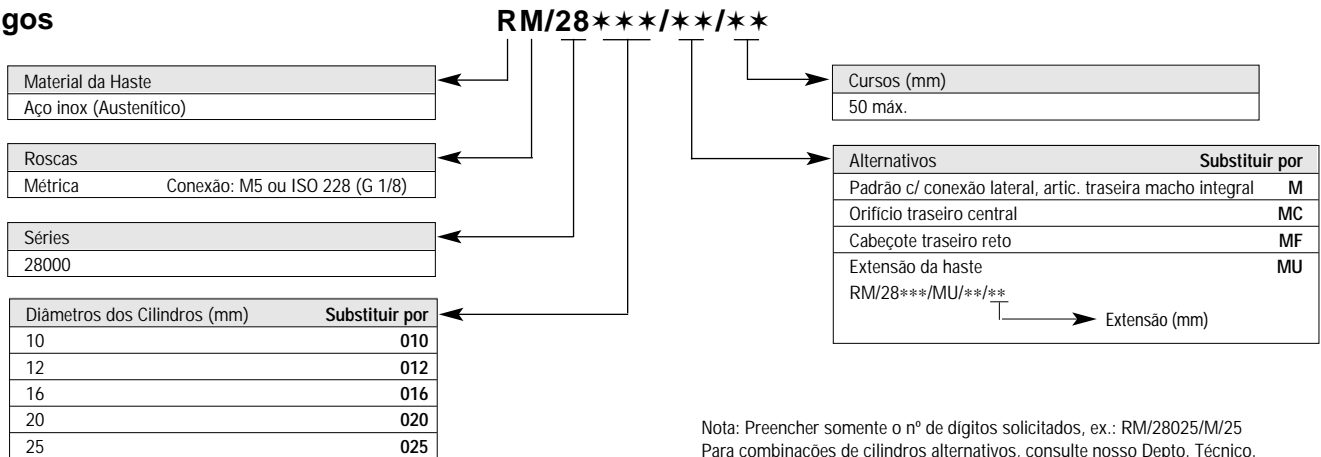 gos
RM/28✶✶✶/✶✶/✶✶
Material da Haste
Aço inox (Austenítico)
Roscas
Métrica Conexão: M5 ou ISO 228 (G 1/8)
Séries
28000
Diâmetros dos Cilindros (mm) Substituir por
10 010
12 012
16 016
20 020
25 025
Cursos (mm)
50 máx.
Alternativos Substituir por
Padrão c/ conexão lateral, artic. traseira macho integral M
Orifício traseiro central MC
Cabeçote traseiro reto MF
Extensão da haste MU
RM/28***/MU/**/**
Extensão (mm)
Nota: Preencher somente o nº de dígitos solicitados, ex.: RM/28025/M/25
Para combinações de cilindros alternativos, consulte nosso Depto. Técnico.